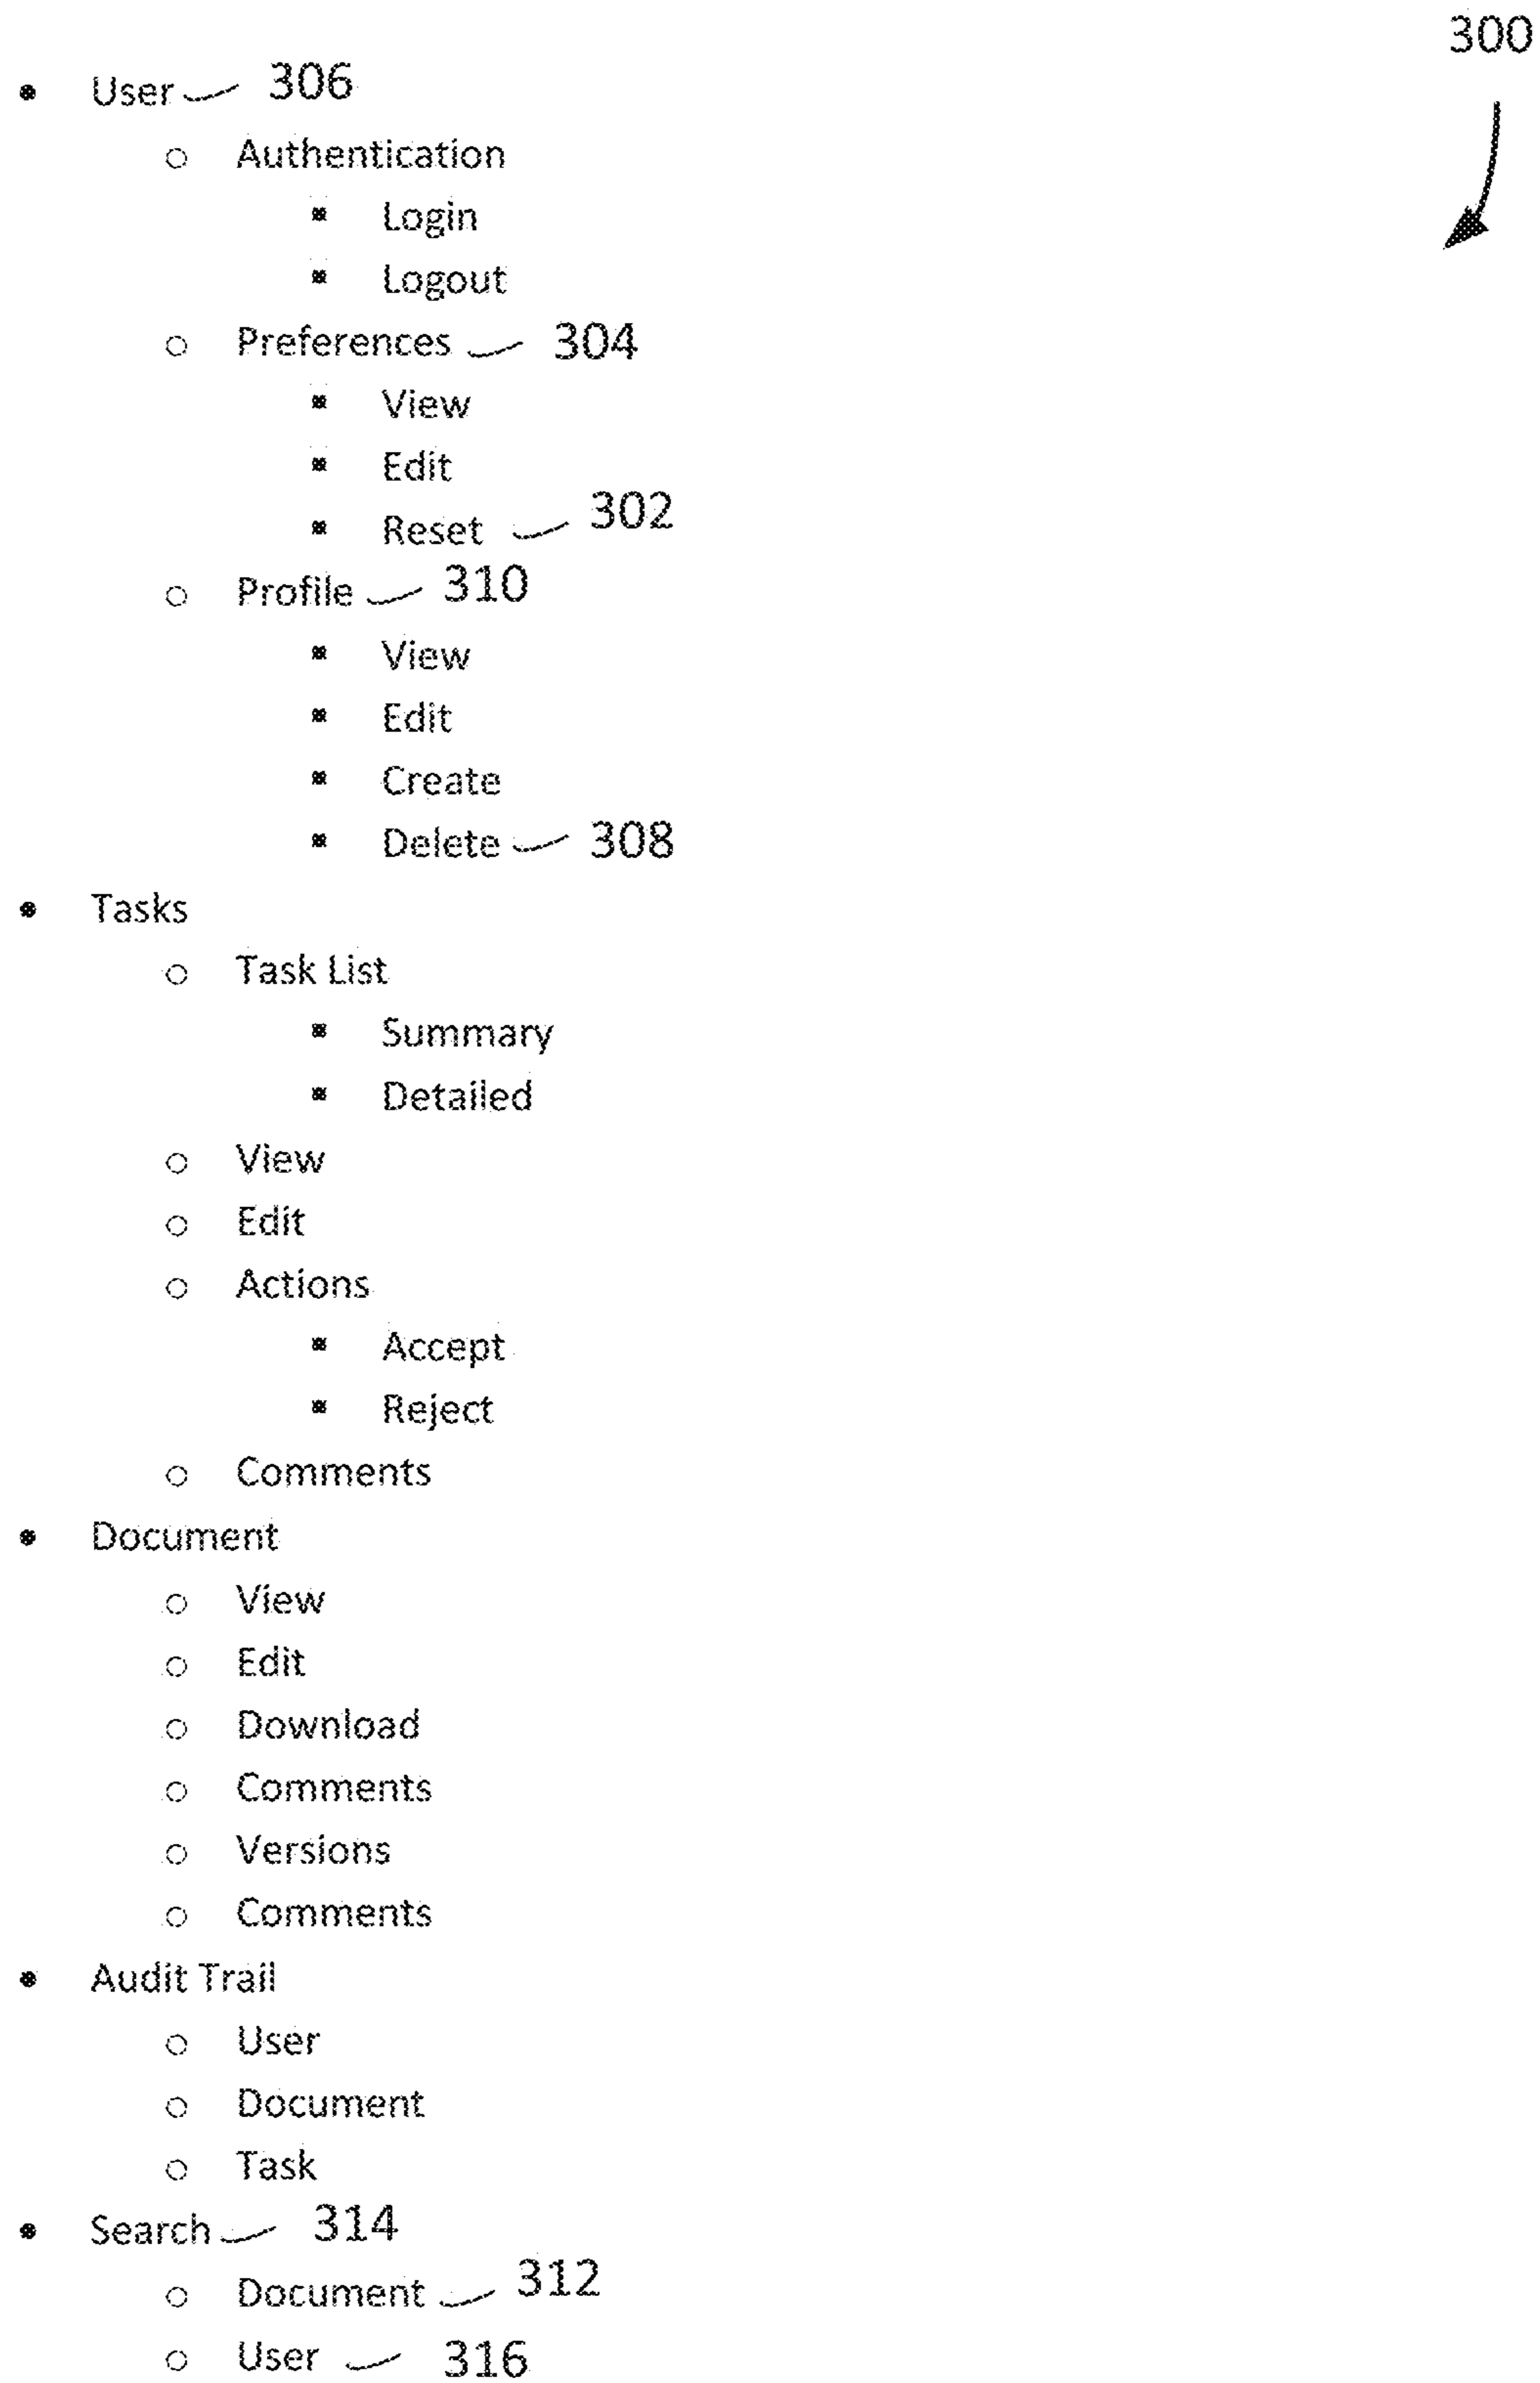 300
• User 306
○ Authentication
▪ Login
▪ Logout
○ Preferences 304
▪ View
▪ Edit
▪ Reset 302
○ Profile 310
▪ View
▪ Edit
▪ Create
▪ Delete 308
• Tasks
○ Task List
▪ Summary
▪ Detailed
○ View
○ Edit
○ Actions
▪ Accept
▪ Reject
○ Comments
• Document
○ View
○ Edit
○ Download
○ Comments
○ Versions
○ Comments
• Audit Trail
○ User
○ Document
○ Task
• Search 314
○ Document 312
○ User 316